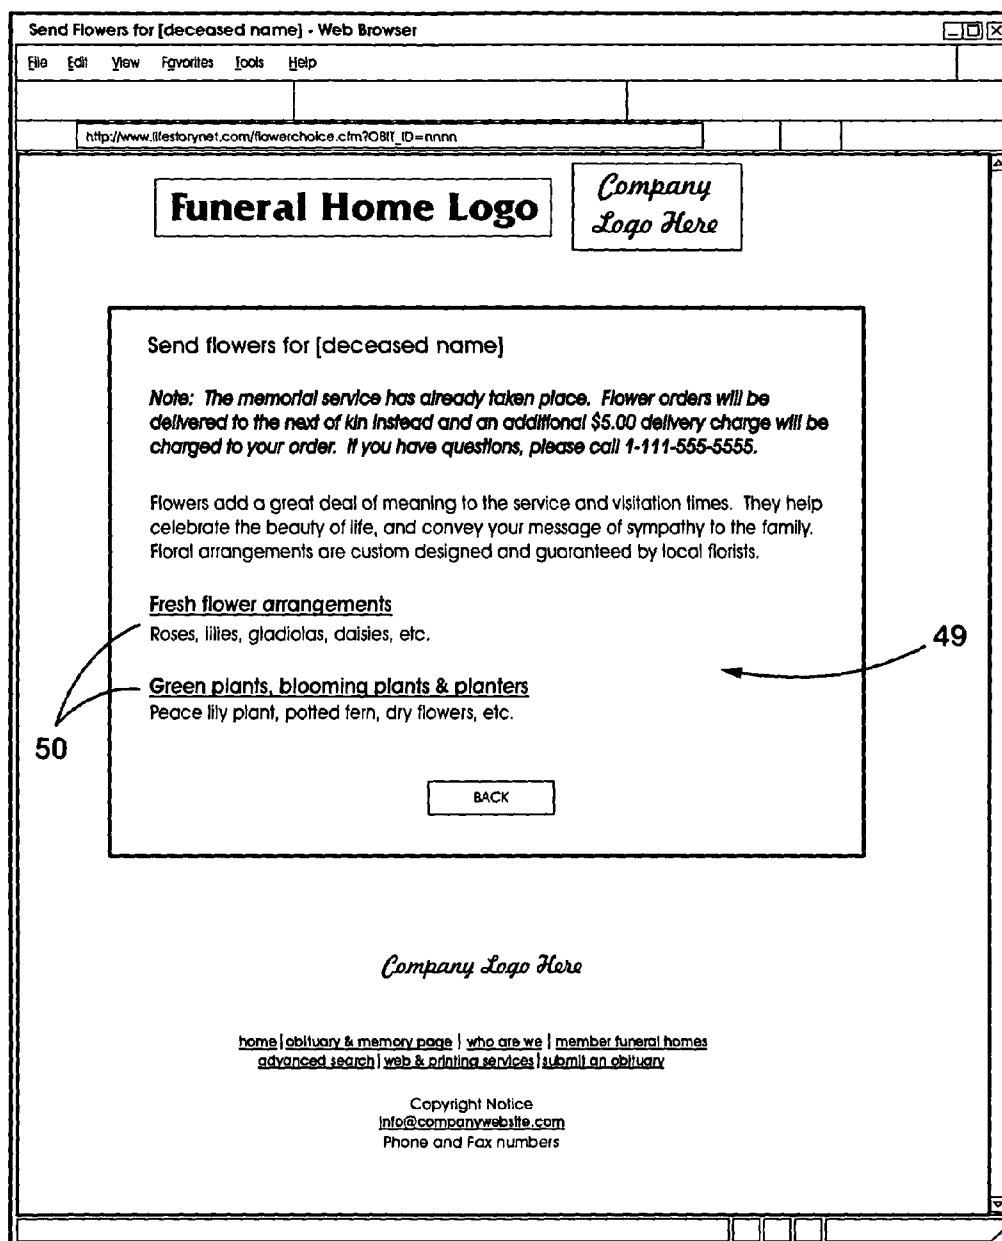 Send Flowers for [deceased name] - Web Browser
File Edit View Favorites Tools Help
http://www.lifestorynet.com/flowerchoice.cfm?OBIT_ID=nnnn
Funeral Home Logo
Company
Logo Here
Send flowers for [deceased name]
Note: The memorial service has already taken place. Flower orders will be
delivered to the next of kin instead and an additional $5.00 delivery charge will be
charged to your order. If you have questions, please call 1-111-555-5555.
Flowers add a great deal of meaning to the service and visitation times. They help
celebrate the beauty of life, and convey your message of sympathy to the family.
Floral arrangements are custom designed and guaranteed by local florists.
Fresh flower arrangements
Roses, lilies, gladiolas, daisies, etc.
49
Green plants, blooming plants & planters
Peace lily plant, potted fern, dry flowers, etc.
50
BACK
Company Logo Here
home | obituary & memory page | who are we | member funeral homes
advanced search | web & printing services | submit an obituary
Copyright Notice
info@companywebsite.com
Phone and Fax numbers